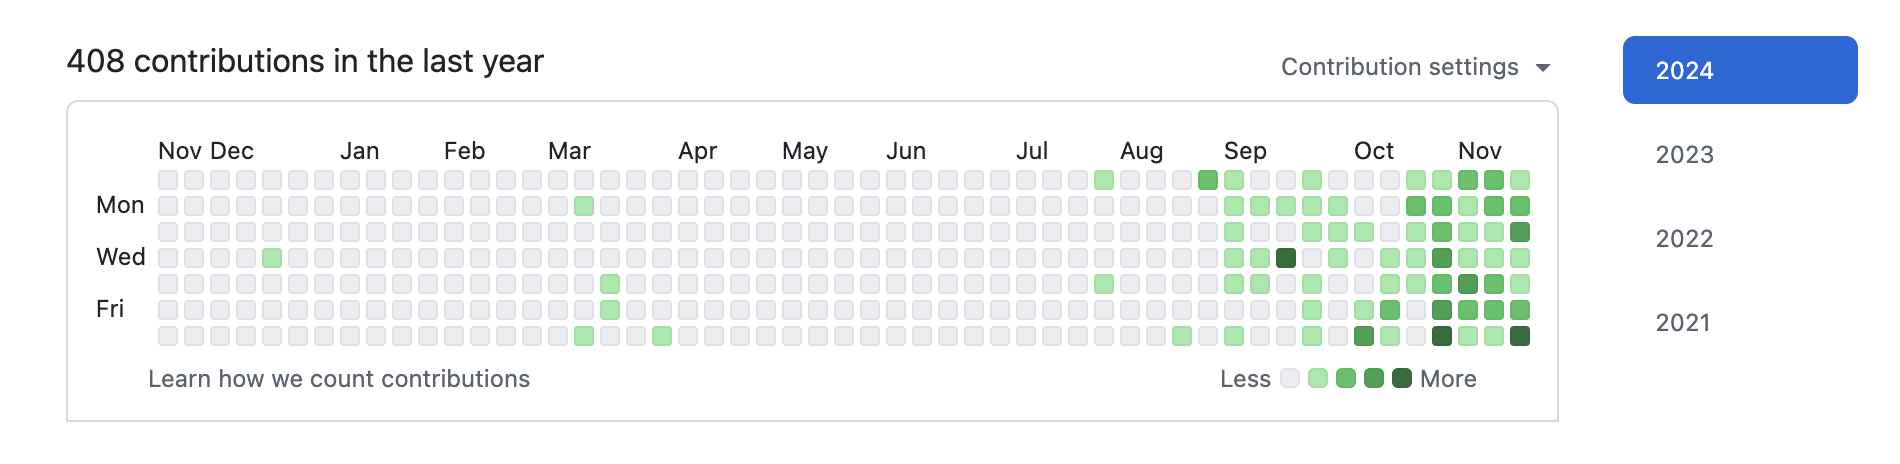 408 contributions in the last year
Contribution settings
2024
2023
2022
2021
Nov Dec Jan Feb Mar Apr May Jun Jul Aug Sep Oct Nov
Mon
Wed
Fri
Learn how we count contributions
Less More